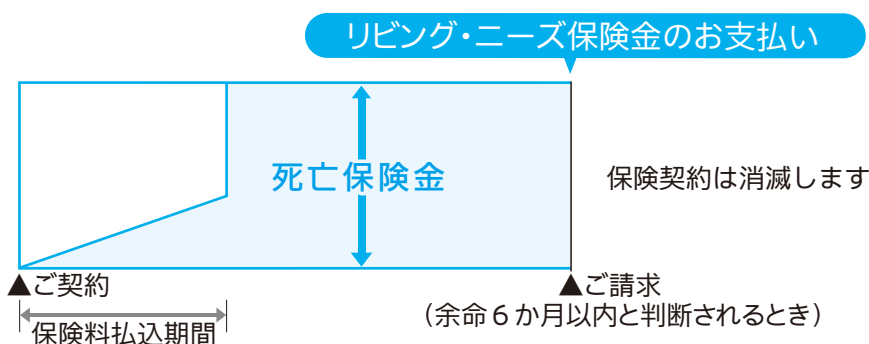 リビング・ニーズ保険金のお支払い
死亡保険金
保険契約は消滅します
▲ご契約
▲ご請求
(余命6か月以内と判断されるとき)
保険料払込期間